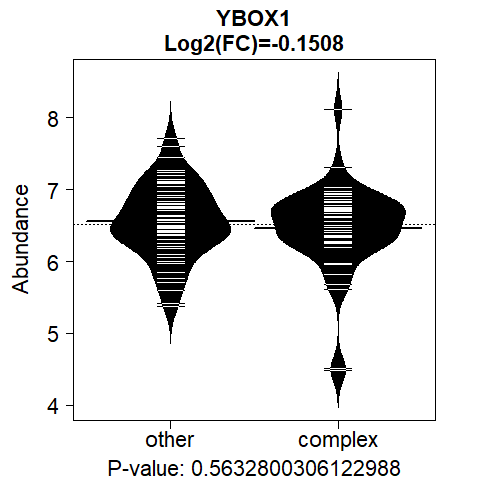 YBOX1
Log2(FC)=-0.1508
Abundance
8
7
6
5
4
other complex
P-value: 0.5632800306122988